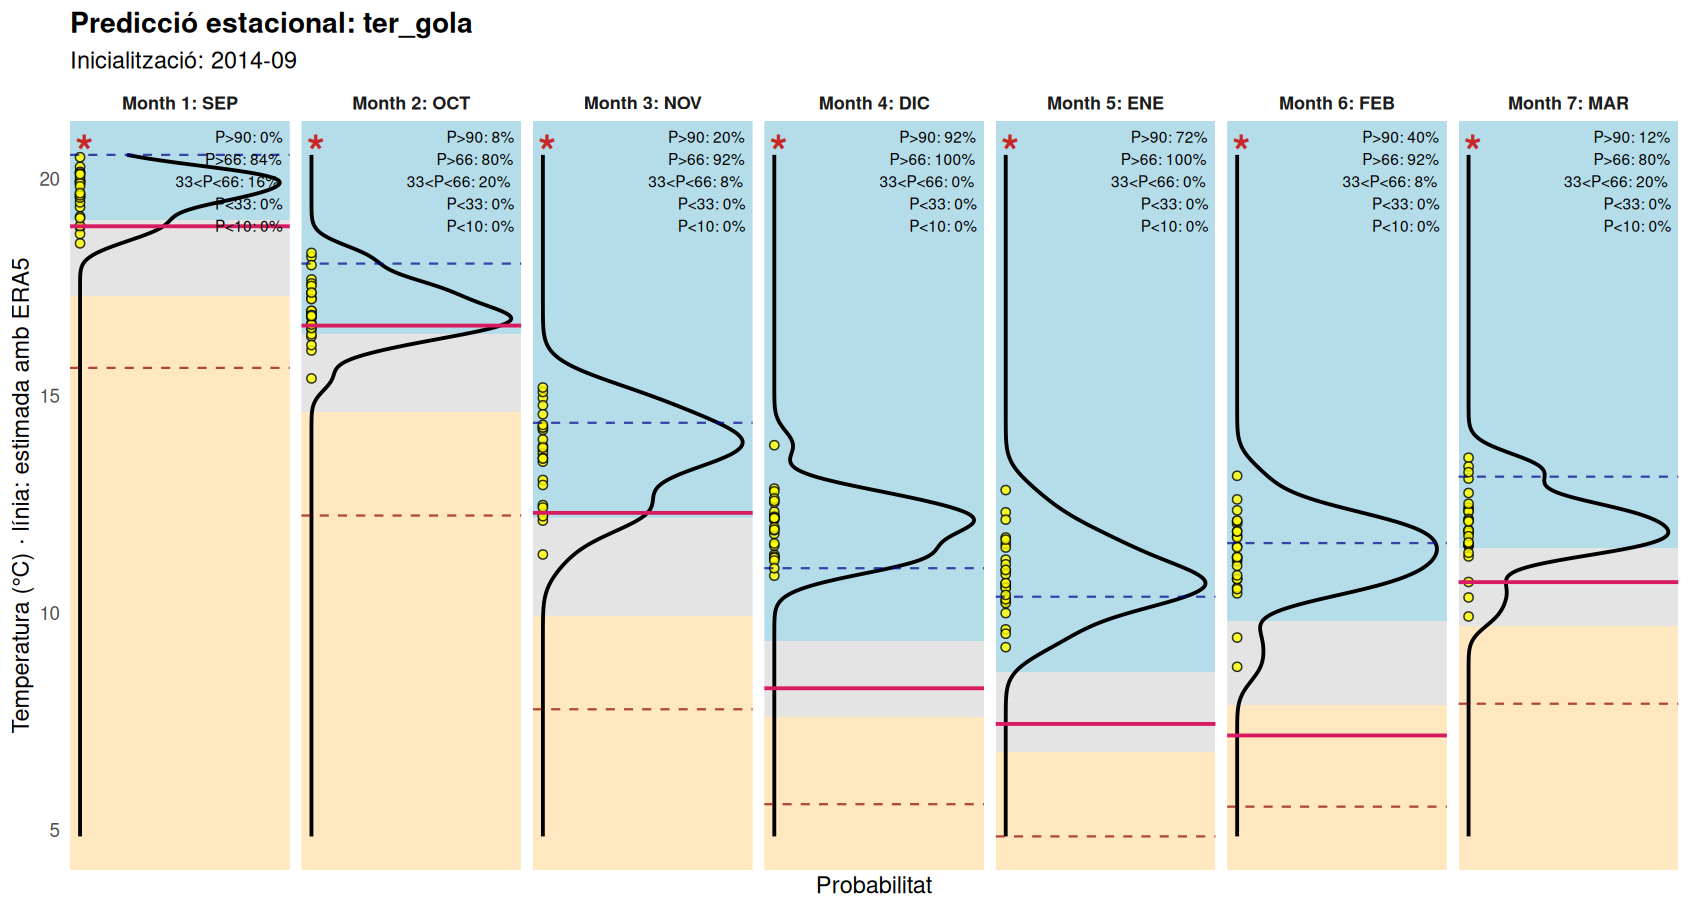 Predicció estacional: ter_gola
Inicialització: 2014-09
Month 1: SEP
Month 2: OCT
Month 3: NOV
Month 4: DIC
Month 5: ENE
Month 6: FEB
Month 7: MAR
Temperatura (°C) · línia: estimada amb ERA5
20
15
10
5
*
P>90: 0%
P>66: 84%
33<P<66: 16%
P<33: 0%
P<10: 0%
*
P>90: 8%
P>66: 80%
33<P<66: 20%
P<33: 0%
P<10: 0%
*
P>90: 20%
P>66: 92%
33<P<66: 8%
P<33: 0%
P<10: 0%
*
P>90: 92%
P>66: 100%
33<P<66: 0%
P<33: 0%
P<10: 0%
*
P>90: 72%
P>66: 100%
33<P<66: 0%
P<33: 0%
P<10: 0%
*
P>90: 40%
P>66: 92%
33<P<66: 8%
P<33: 0%
P<10: 0%
*
P>90: 12%
P>66: 80%
33<P<66: 20%
P<33: 0%
P<10: 0%
Probabilitat